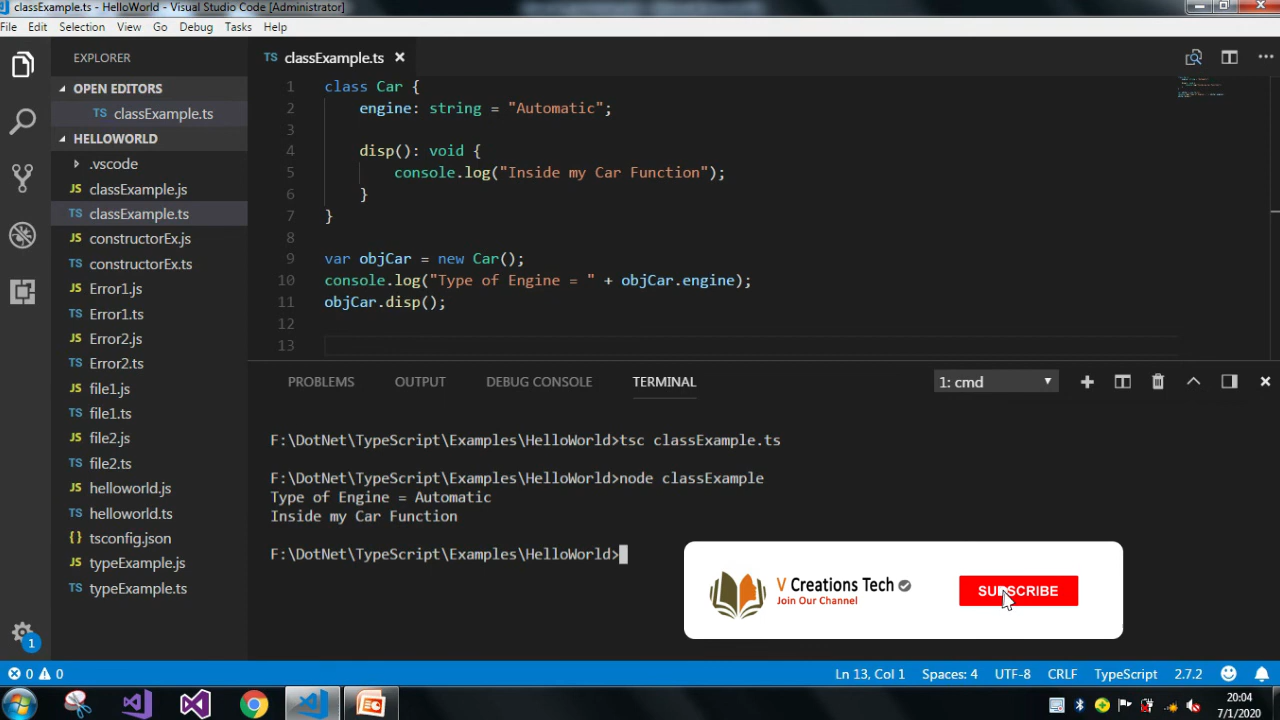 classExample.ts - HelloWorld - Visual Studio Code [Administrator]
File Edit Selection View Go Debug Tasks Help
EXPLORER
OPEN EDITORS
TS classExample.ts
HELLOWORLD
.vscode
JS classExample.js
TS classExample.ts
JS constructorEx.js
TS constructorEx.ts
JS Error1.js
TS Error1.ts
JS Error2.js
TS Error2.ts
JS file1.js
TS file1.ts
JS file2.js
TS file2.ts
JS helloworld.js
TS helloworld.ts
{} tsconfig.json
JS typeExample.js
TS typeExample.ts
1
TS classExample.ts
1 class Car {
2 engine: string = "Automatic";
3
4 disp(): void {
5 console.log("Inside my Car Function");
6 }
7 }
8
9 var objCar = new Car();
10 console.log("Type of Engine = " + objCar.engine);
11 objCar.disp();
12
13
PROBLEMS OUTPUT DEBUG CONSOLE TERMINAL 1: cmd
F:\DotNet\TypeScript\Examples\HelloWorld>tsc classExample.ts
F:\DotNet\TypeScript\Examples\HelloWorld>node classExample
Type of Engine = Automatic
Inside my Car Function
F:\DotNet\TypeScript\Examples\HelloWorld>
V Creations Tech
Join Our Channel
SUBSCRIBE
0 0 Ln 13, Col 1 Spaces: 4 UTF-8 CRLF TypeScript 2.7.2
20:04
7/1/2020